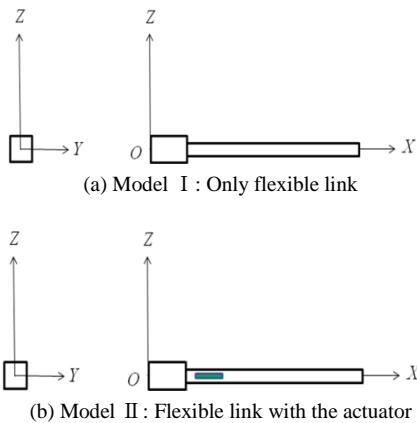 Z Z
Y O X
(a) Model Ⅰ : Only flexible link
Z Z
Y O X
(b) Model Ⅱ : Flexible link with the actuator